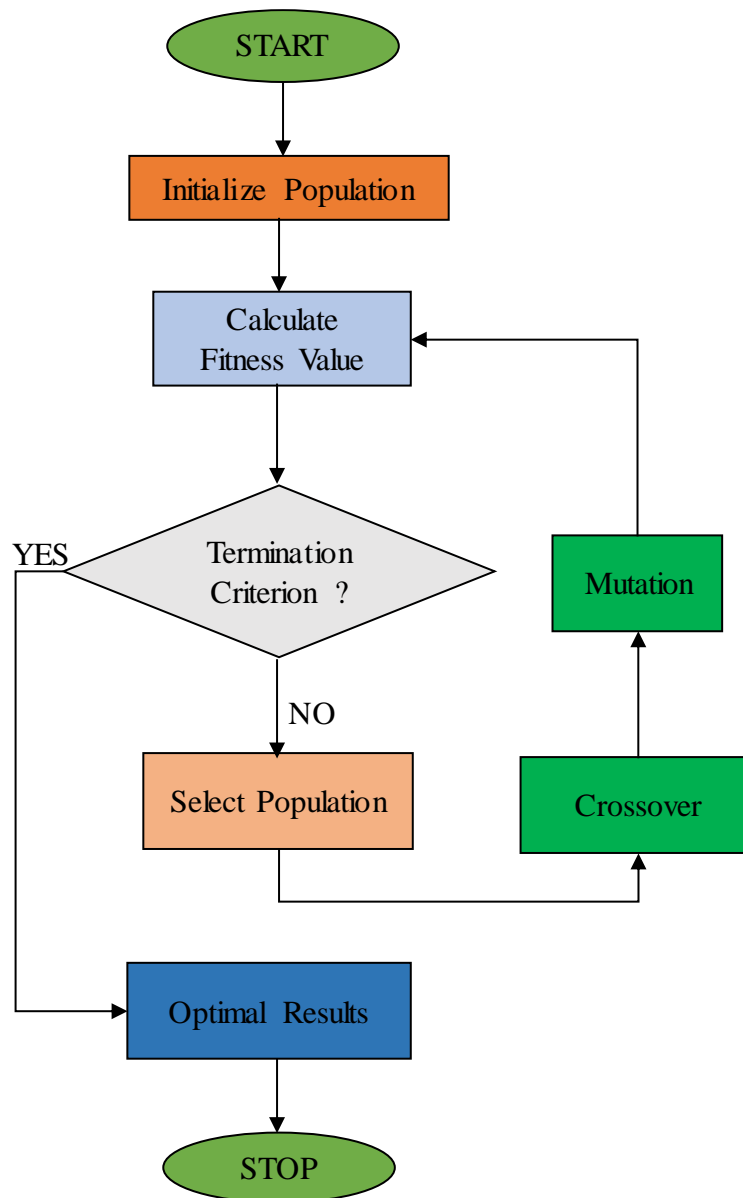 START
Initialize Population
Calculate
Fitness Value
YES
Termination
Criterion ?
Mutation
NO
Select Population
Crossover
Optimal Results
STOP